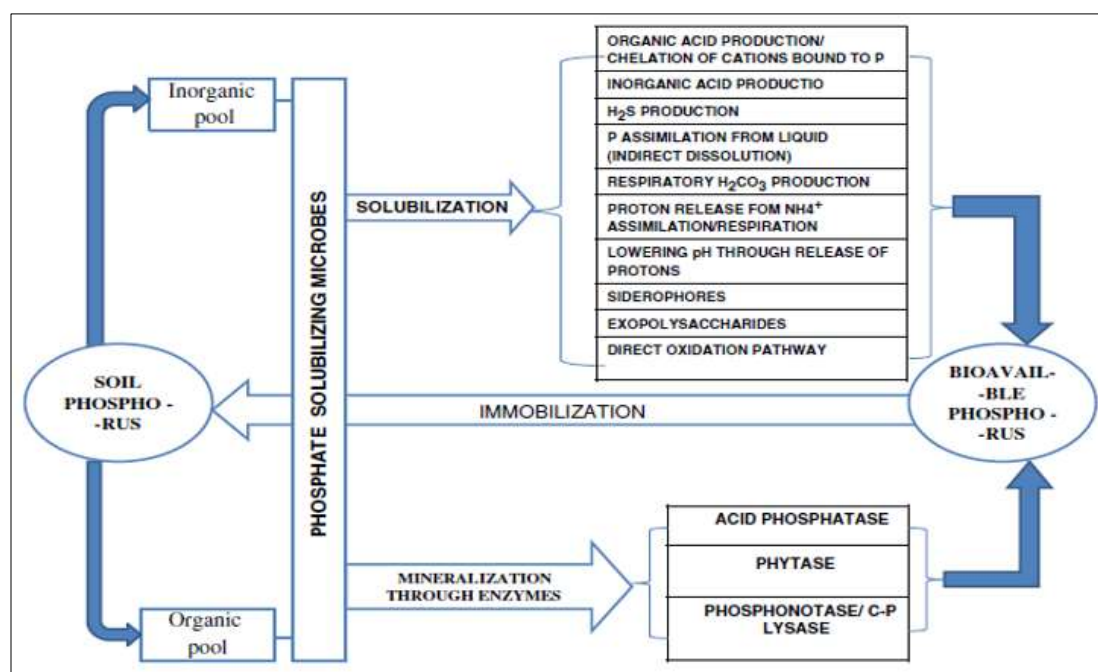 Inorganic
pool
PHOSPHATE SOLUBILIZING MICROBES
SOLUBILIZATION
ORGANIC ACID PRODUCTION/
CHELATION OF CATIONS BOUND TO P
INORGANIC ACID PRODUCTIO
H₂S PRODUCTION
P ASSIMILATION FROM LIQUID
(INDIRECT DISSOLUTION)
RESPIRATORY H₂CO₃ PRODUCTION
PROTON RELEASE FOM NH4⁺
ASSIMILATION/RESPIRATION
LOWERING pH THROUGH RELEASE OF
PROTONS
SIDEROPHORES
EXOPOLYSACCHARIDES
DIRECT OXIDATION PATHWAY
SOIL
PHOSPHO - 
-RUS
IMMOBILIZATION
BIOAVAIL-
-BLE
PHOSPHO -
-RUS
MINERALIZATION
THROUGH ENZYMES
ACID PHOSPHATASE
PHYTASE
PHOSPHONOTASE/ C-P
LYSASE
Organic
pool